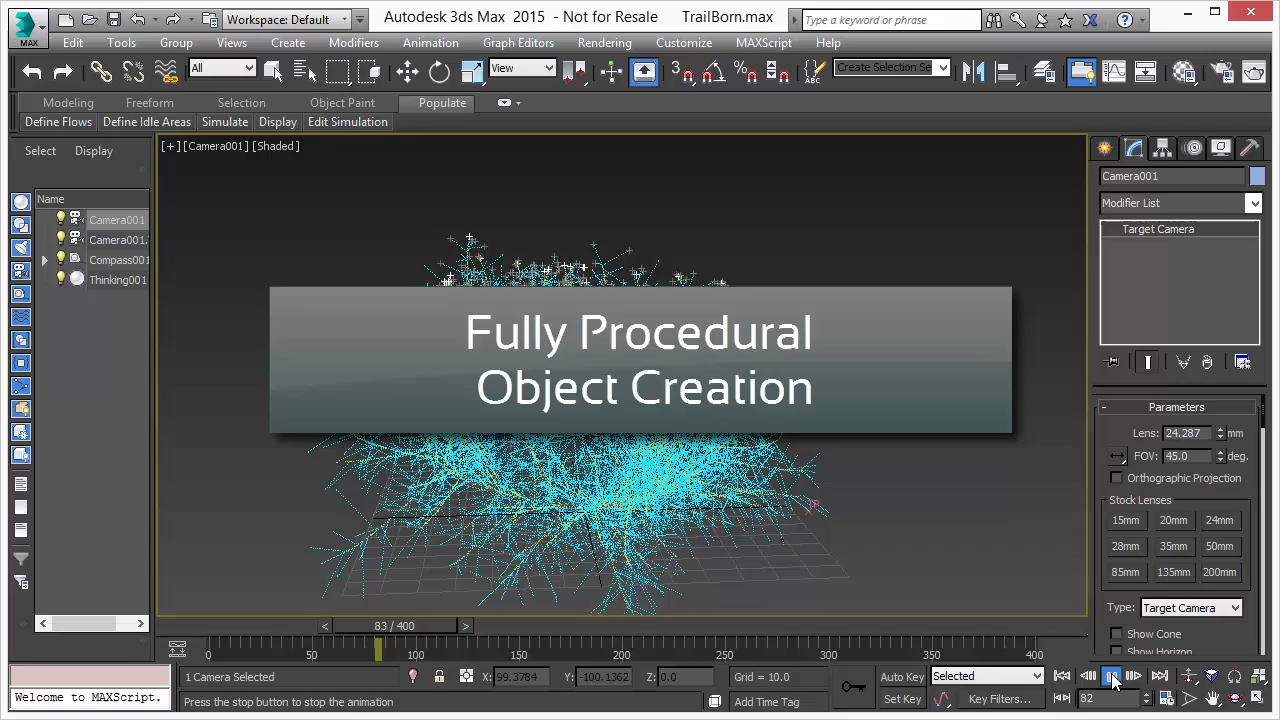 Workspace: Default
Autodesk 3ds Max 2015 - Not for Resale TrailBorn.max
Type a keyword or phrase
MAX
Edit Tools Group Views Create Modifiers Animation Graph Editors Rendering Customize MAXScript Help
All
View
3
ABC
Create Selection Se
Modeling Freeform Selection Object Paint Populate
Define Flows Define Idle Areas Simulate Display Edit Simulation
Select Display
[+] [Camera001] [Shaded]
Name
Camera001
Camera001.
Compass001
Thinking001
Fully Procedural
Object Creation
Camera001
Modifier List
Target Camera
- Parameters
Lens: 24.287 mm
FOV: 45.0 deg.
Orthographic Projection
Stock Lenses
15mm 20mm 24mm
28mm 35mm 50mm
85mm 135mm 200mm
Type: Target Camera
Show Cone
Show Horizon
< 83 / 400 >
0 50 100 150 200 250 300 350 400
1 Camera Selected
X: 99.3784 Y: -100.1362 Z: 0.0
Grid = 10.0
Auto Key Selected
Welcome to MAXScript.
Press the stop button to stop the animation
Add Time Tag
Set Key Key Filters...
82